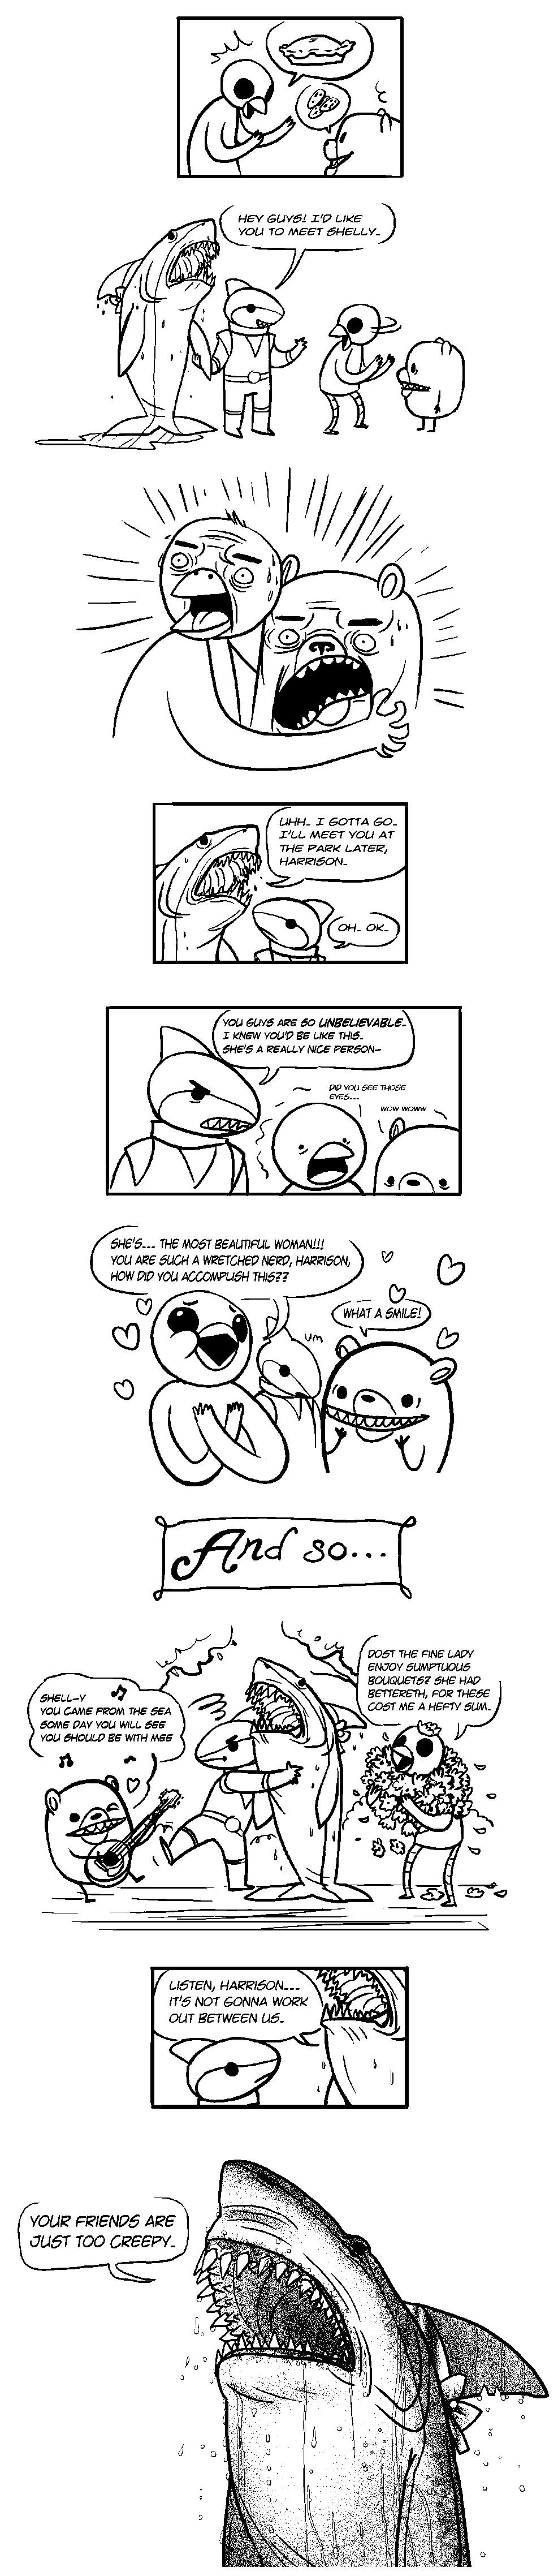 HEY GUYS! I'D LIKE
YOU TO MEET SHELLY..
UHH.. I GOTTA GO..
I'LL MEET YOU AT
THE PARK LATER,
HARRISON..
OH.. OK..
YOU GUYS ARE SO UNBELIEVABLE..
I KNEW YOU'D BE LIKE THIS..
SHE'S A REALLY NICE PERSON-
DID YOU SEE THOSE
EYES...
WOW WOWW
SHE'S... THE MOST BEAUTIFUL WOMAN!!!
YOU ARE SUCH A WRETCHED NERD, HARRISON,
HOW DID YOU ACCOMPLISH THIS??
UM
WHAT A SMILE!
And so...
SHELL-Y
YOU CAME FROM THE SEA
SOME DAY YOU WILL SEE
YOU SHOULD BE WITH MEE
DOST THE FINE LADY
ENJOY SUMPTUOUS
BOUQUETS? SHE HAD
BETTERETH, FOR THESE
COST ME A HEFTY SUM..
LISTEN, HARRISON...
IT'S NOT GONNA WORK
OUT BETWEEN US..
YOUR FRIENDS ARE
JUST TOO CREEPY..